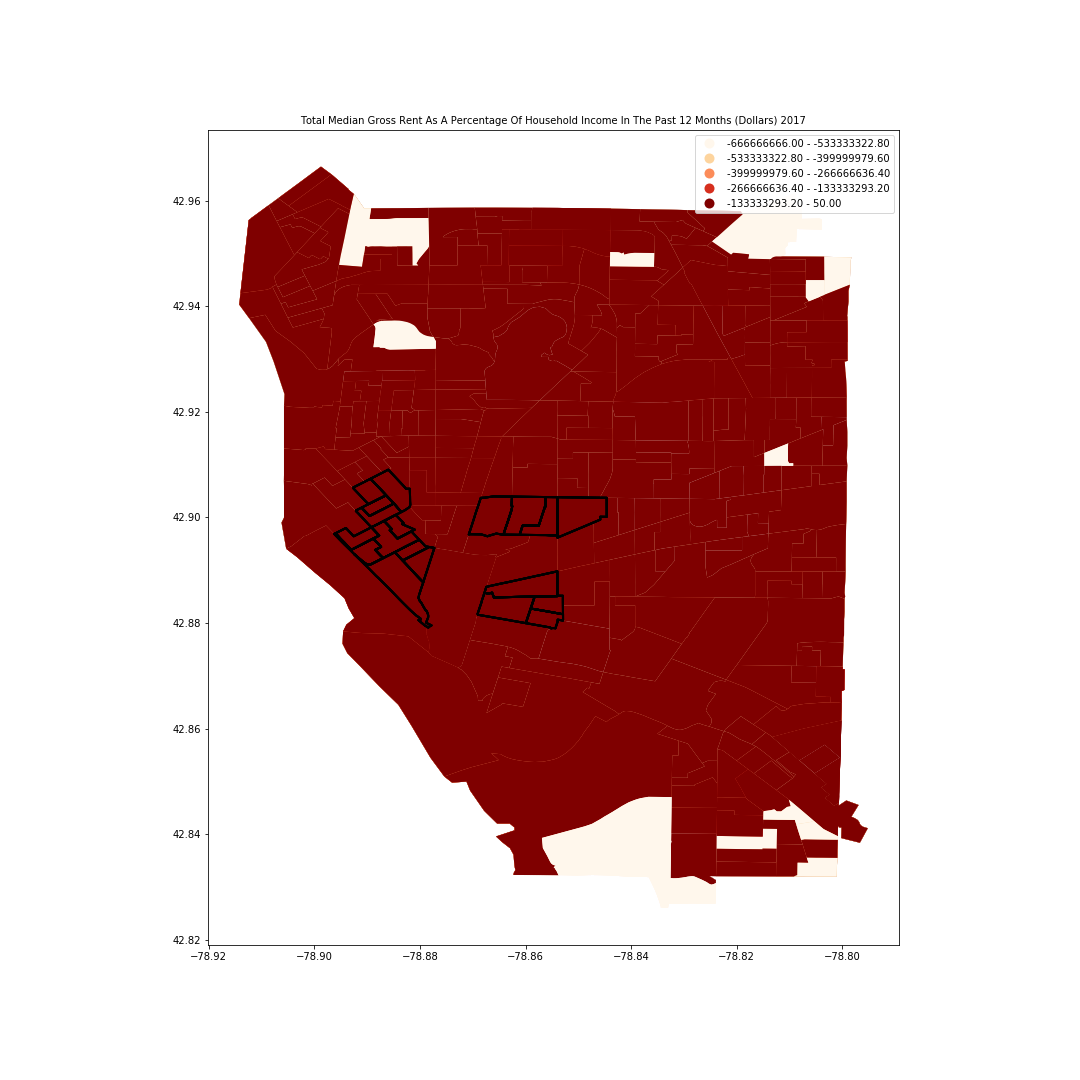 Total Median Gross Rent As A Percentage Of Household Income In The Past 12 Months (Dollars) 2017
-666666666.00 - -533333322.80
-533333322.80 - -399999979.60
-399999979.60 - -266666636.40
-266666636.40 - -133333293.20
-133333293.20 - 50.00
42.96
42.94
42.92
42.90
42.88
42.86
42.84
42.82
−78.92 −78.90 −78.88 −78.86 −78.84 −78.82 −78.80